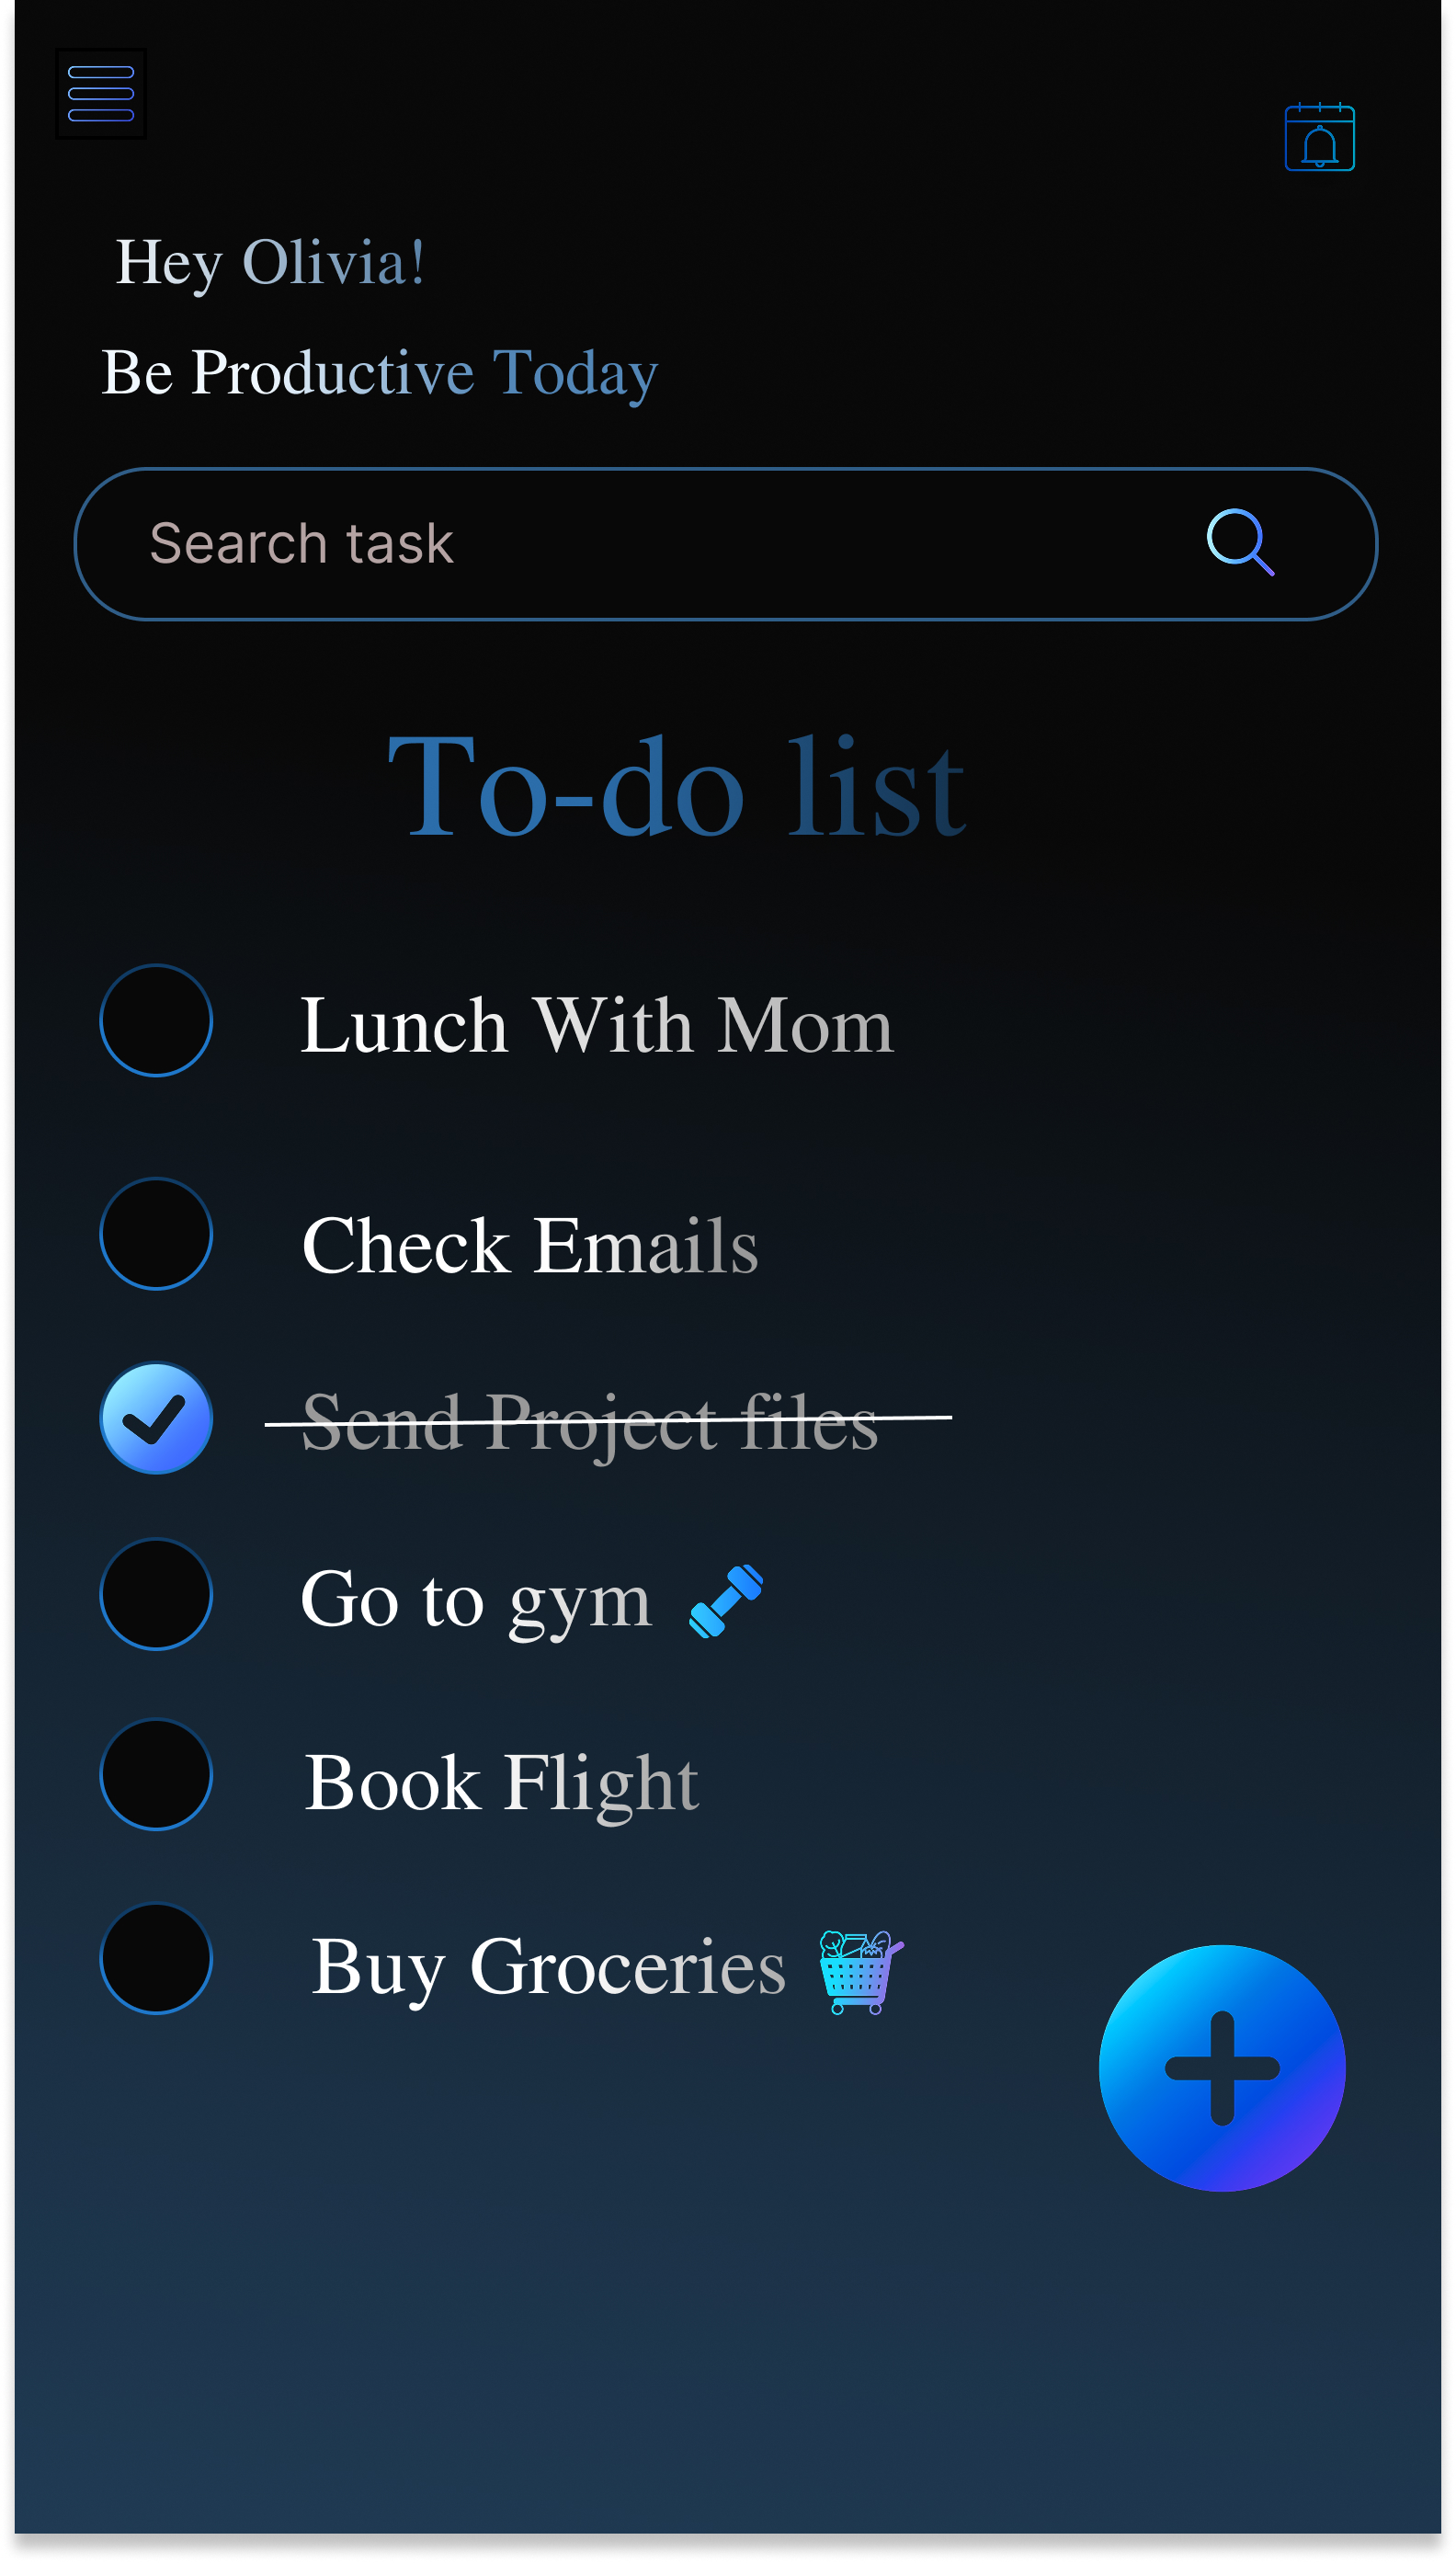 Hey Olivia!
Be Productive Today
Search task
To-do list
Lunch With Mom
Check Emails
Send Project files
Go to gym
Book Flight
Buy Groceries